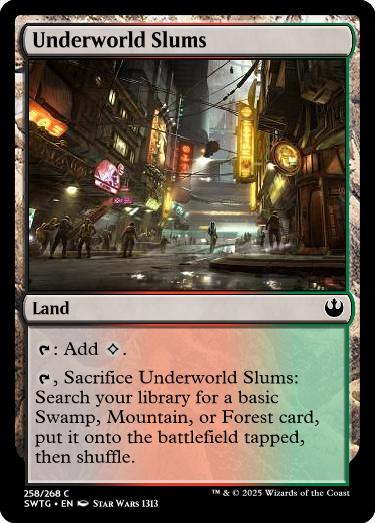 Underworld Slums
Land
: Add .
, Sacrifice Underworld Slums:
Search your library for a basic
Swamp, Mountain, or Forest card,
put it onto the battlefield tapped,
then shuffle.
258/268 C
SWTG • EN Star Wars 1313
™ & © 2025 Wizards of the Coast